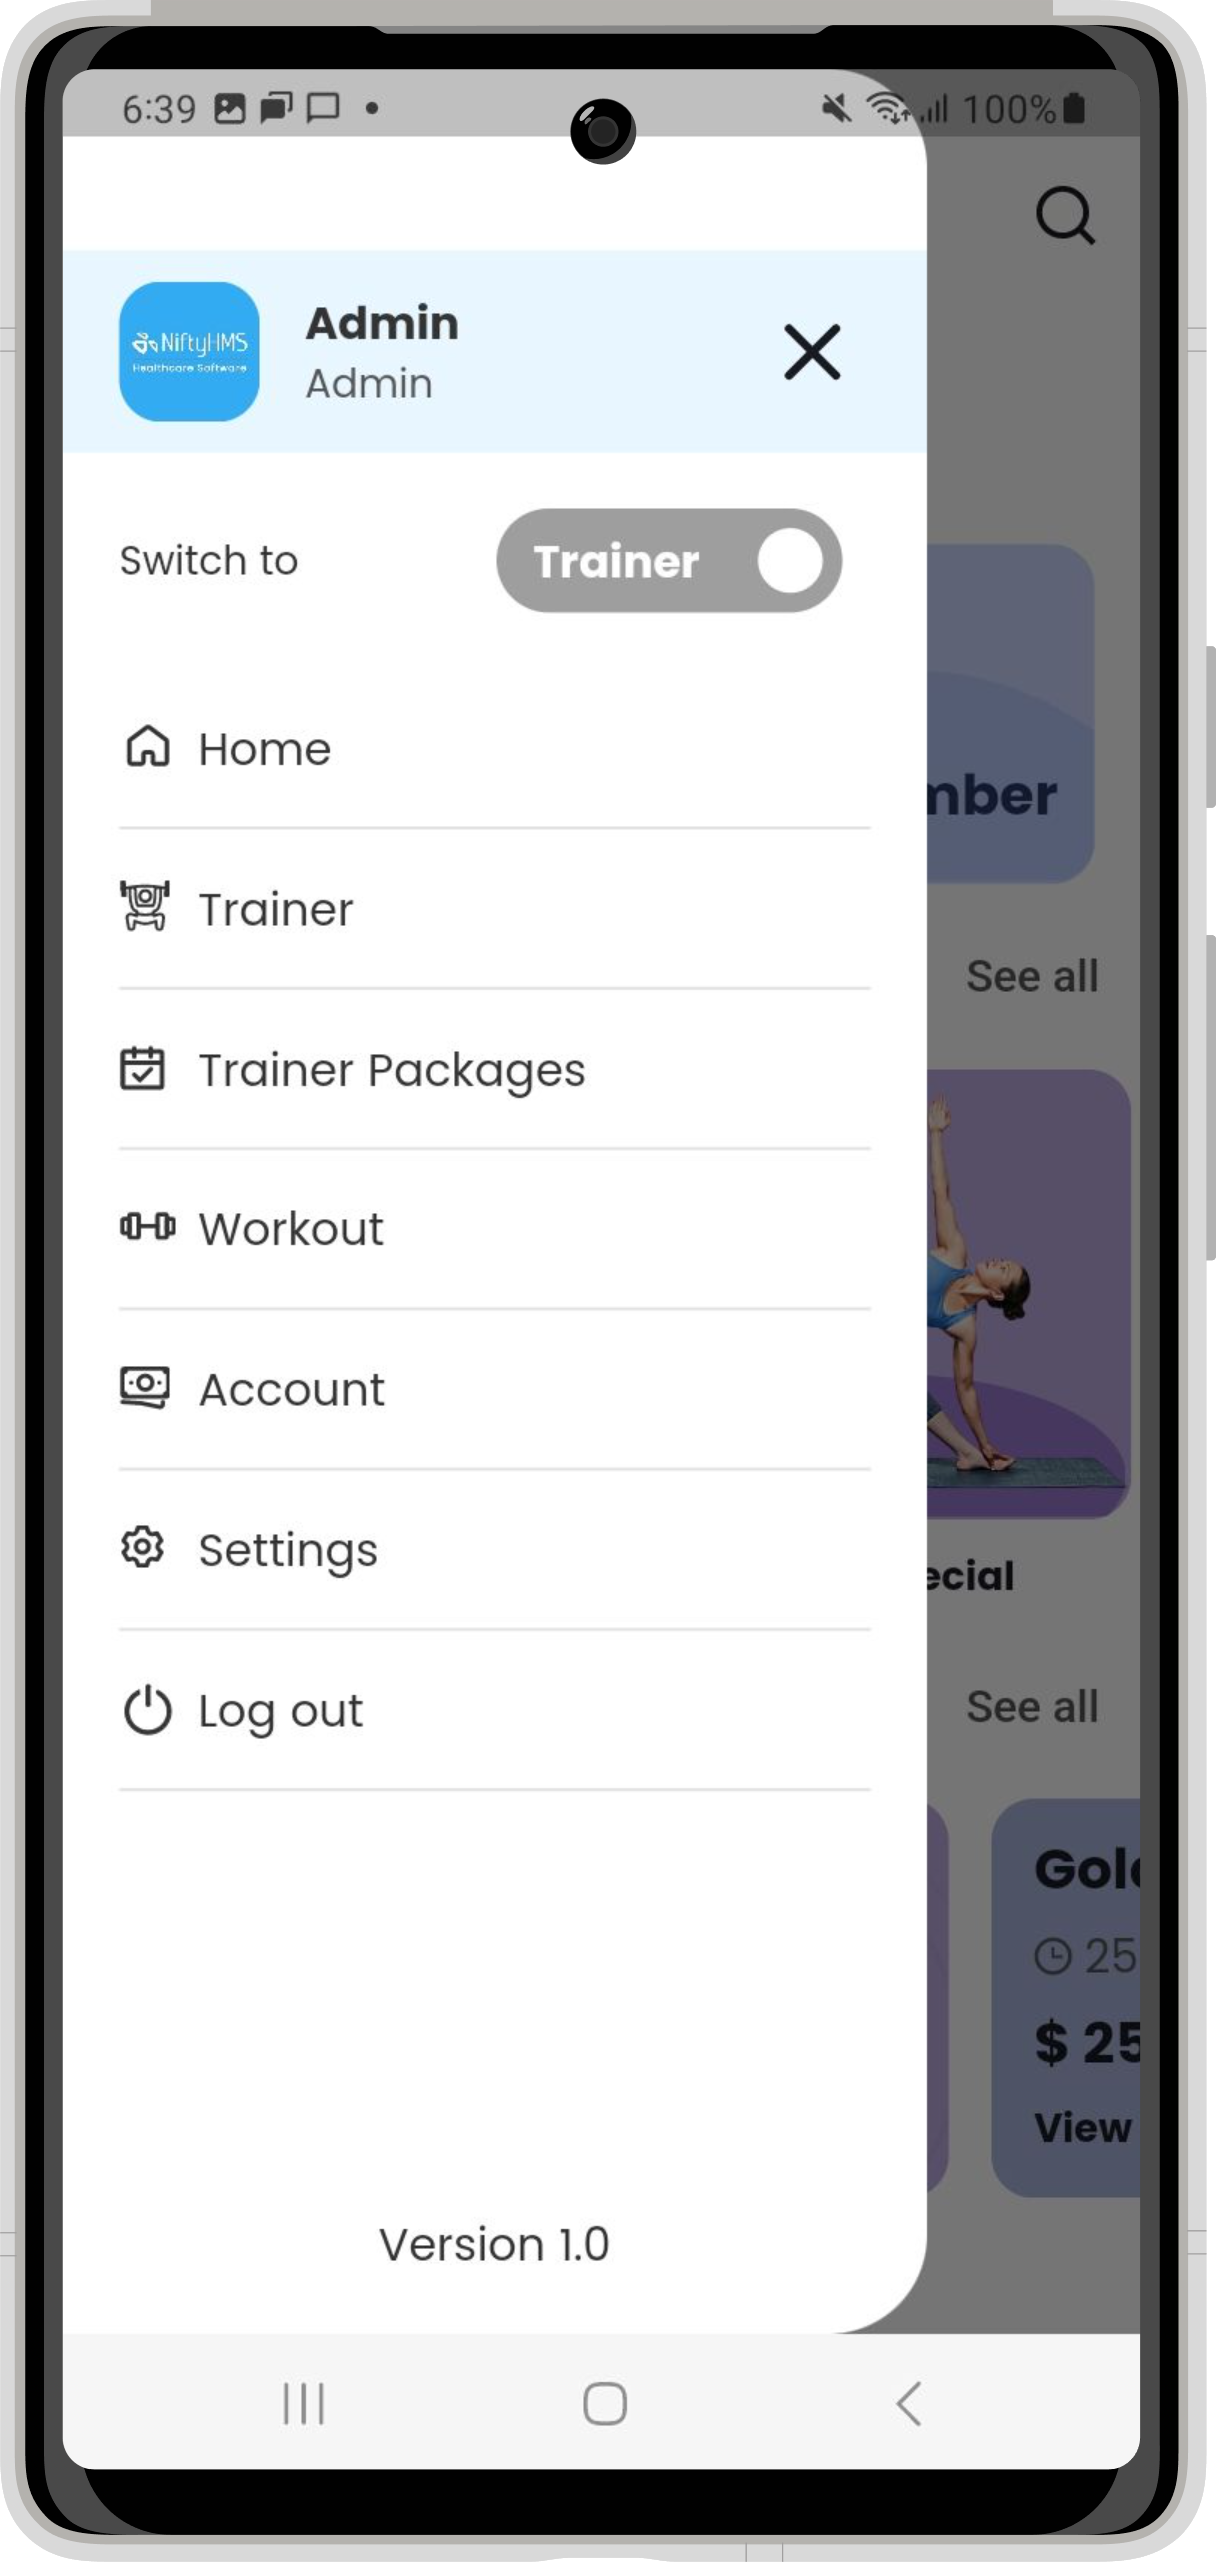 6:39
100%
NiftyHMS
Healthcare Software
Admin
Admin
Switch to
Trainer
Home
mber
Trainer
See all
Trainer Packages
Workout
Account
Settings
ecial
Log out
See all
Gol
25
$ 25
View
Version 1.0